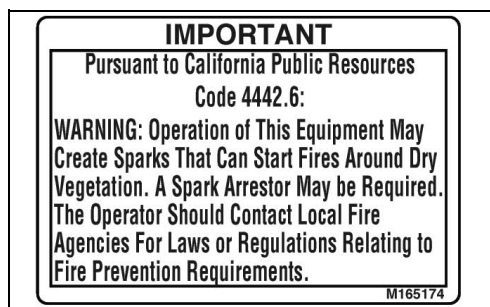 IMPORTANT
Pursuant to California Public Resources
Code 4442.6:
WARNING: Operation of This Equipment May
Create Sparks That Can Start Fires Around Dry
Vegetation. A Spark Arrestor May be Required.
The Operator Should Contact Local Fire
Agencies For Laws or Regulations Relating to
Fire Prevention Requirements.
M165174